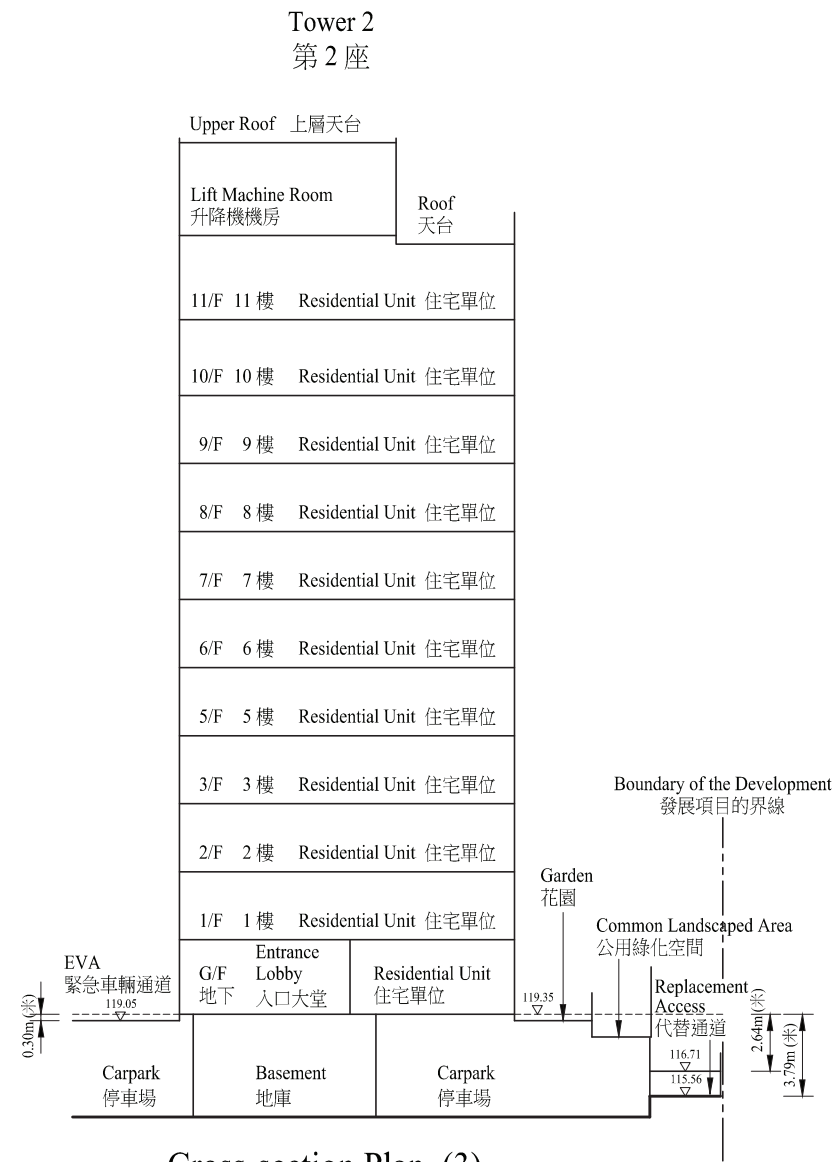 Tower 2
第 2 座
Upper Roof 上層天台
Lift Machine Room
升降機機房
Roof
天台
11/F 11 樓 Residential Unit 住宅單位
10/F 10 樓 Residential Unit 住宅單位
9/F 9 樓 Residential Unit 住宅單位
8/F 8 樓 Residential Unit 住宅單位
7/F 7 樓 Residential Unit 住宅單位
6/F 6 樓 Residential Unit 住宅單位
5/F 5 樓 Residential Unit 住宅單位
3/F 3 樓 Residential Unit 住宅單位
2/F 2 樓 Residential Unit 住宅單位
1/F 1 樓 Residential Unit 住宅單位
Boundary of the Development
發展項目的界線
Garden
花園
Common Landscaped Area
公用綠化空間
EVA
緊急車輛通道
119.05
0.30m (米)
G/F
地下
Entrance
Lobby
入口大堂
Residential Unit
住宅單位
119.35
Replacement
Access
代替通道
116.71
115.56
2.64m (米)
3.79m (米)
Carpark
停車場
Basement
地庫
Carpark
停車場
Cross-section Plan (3)